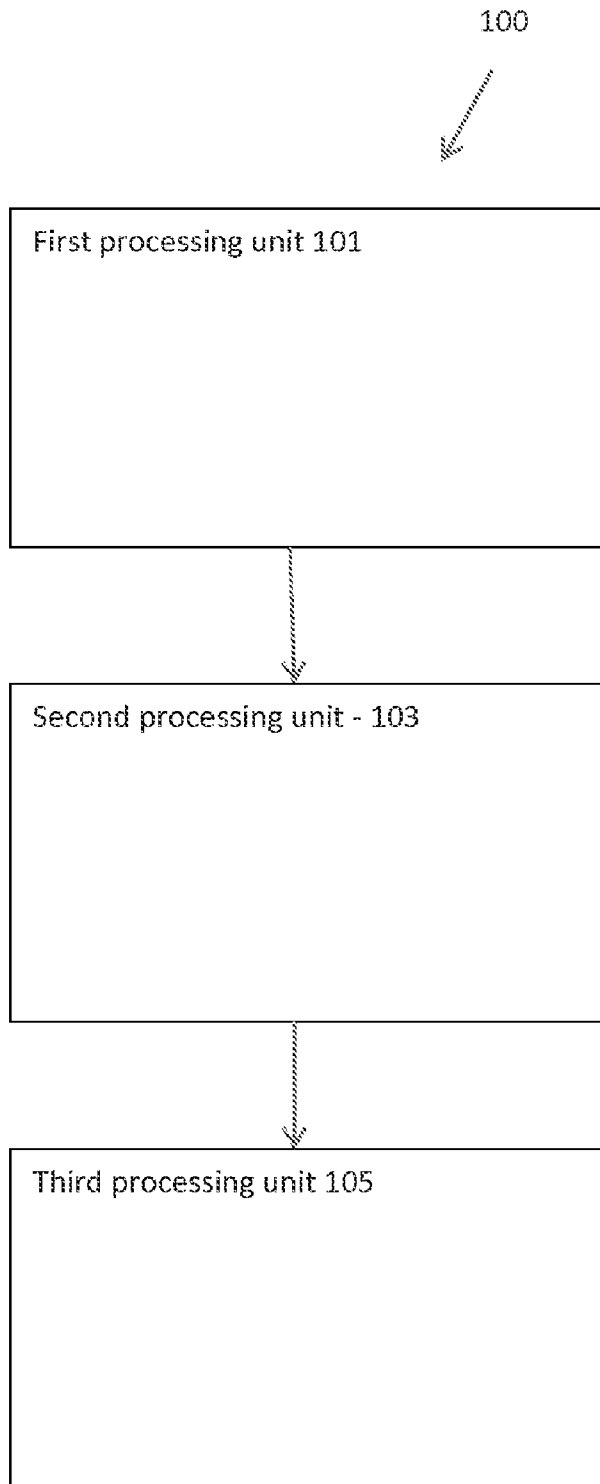 100
First processing unit 101
Second processing unit - 103
Third processing unit 105